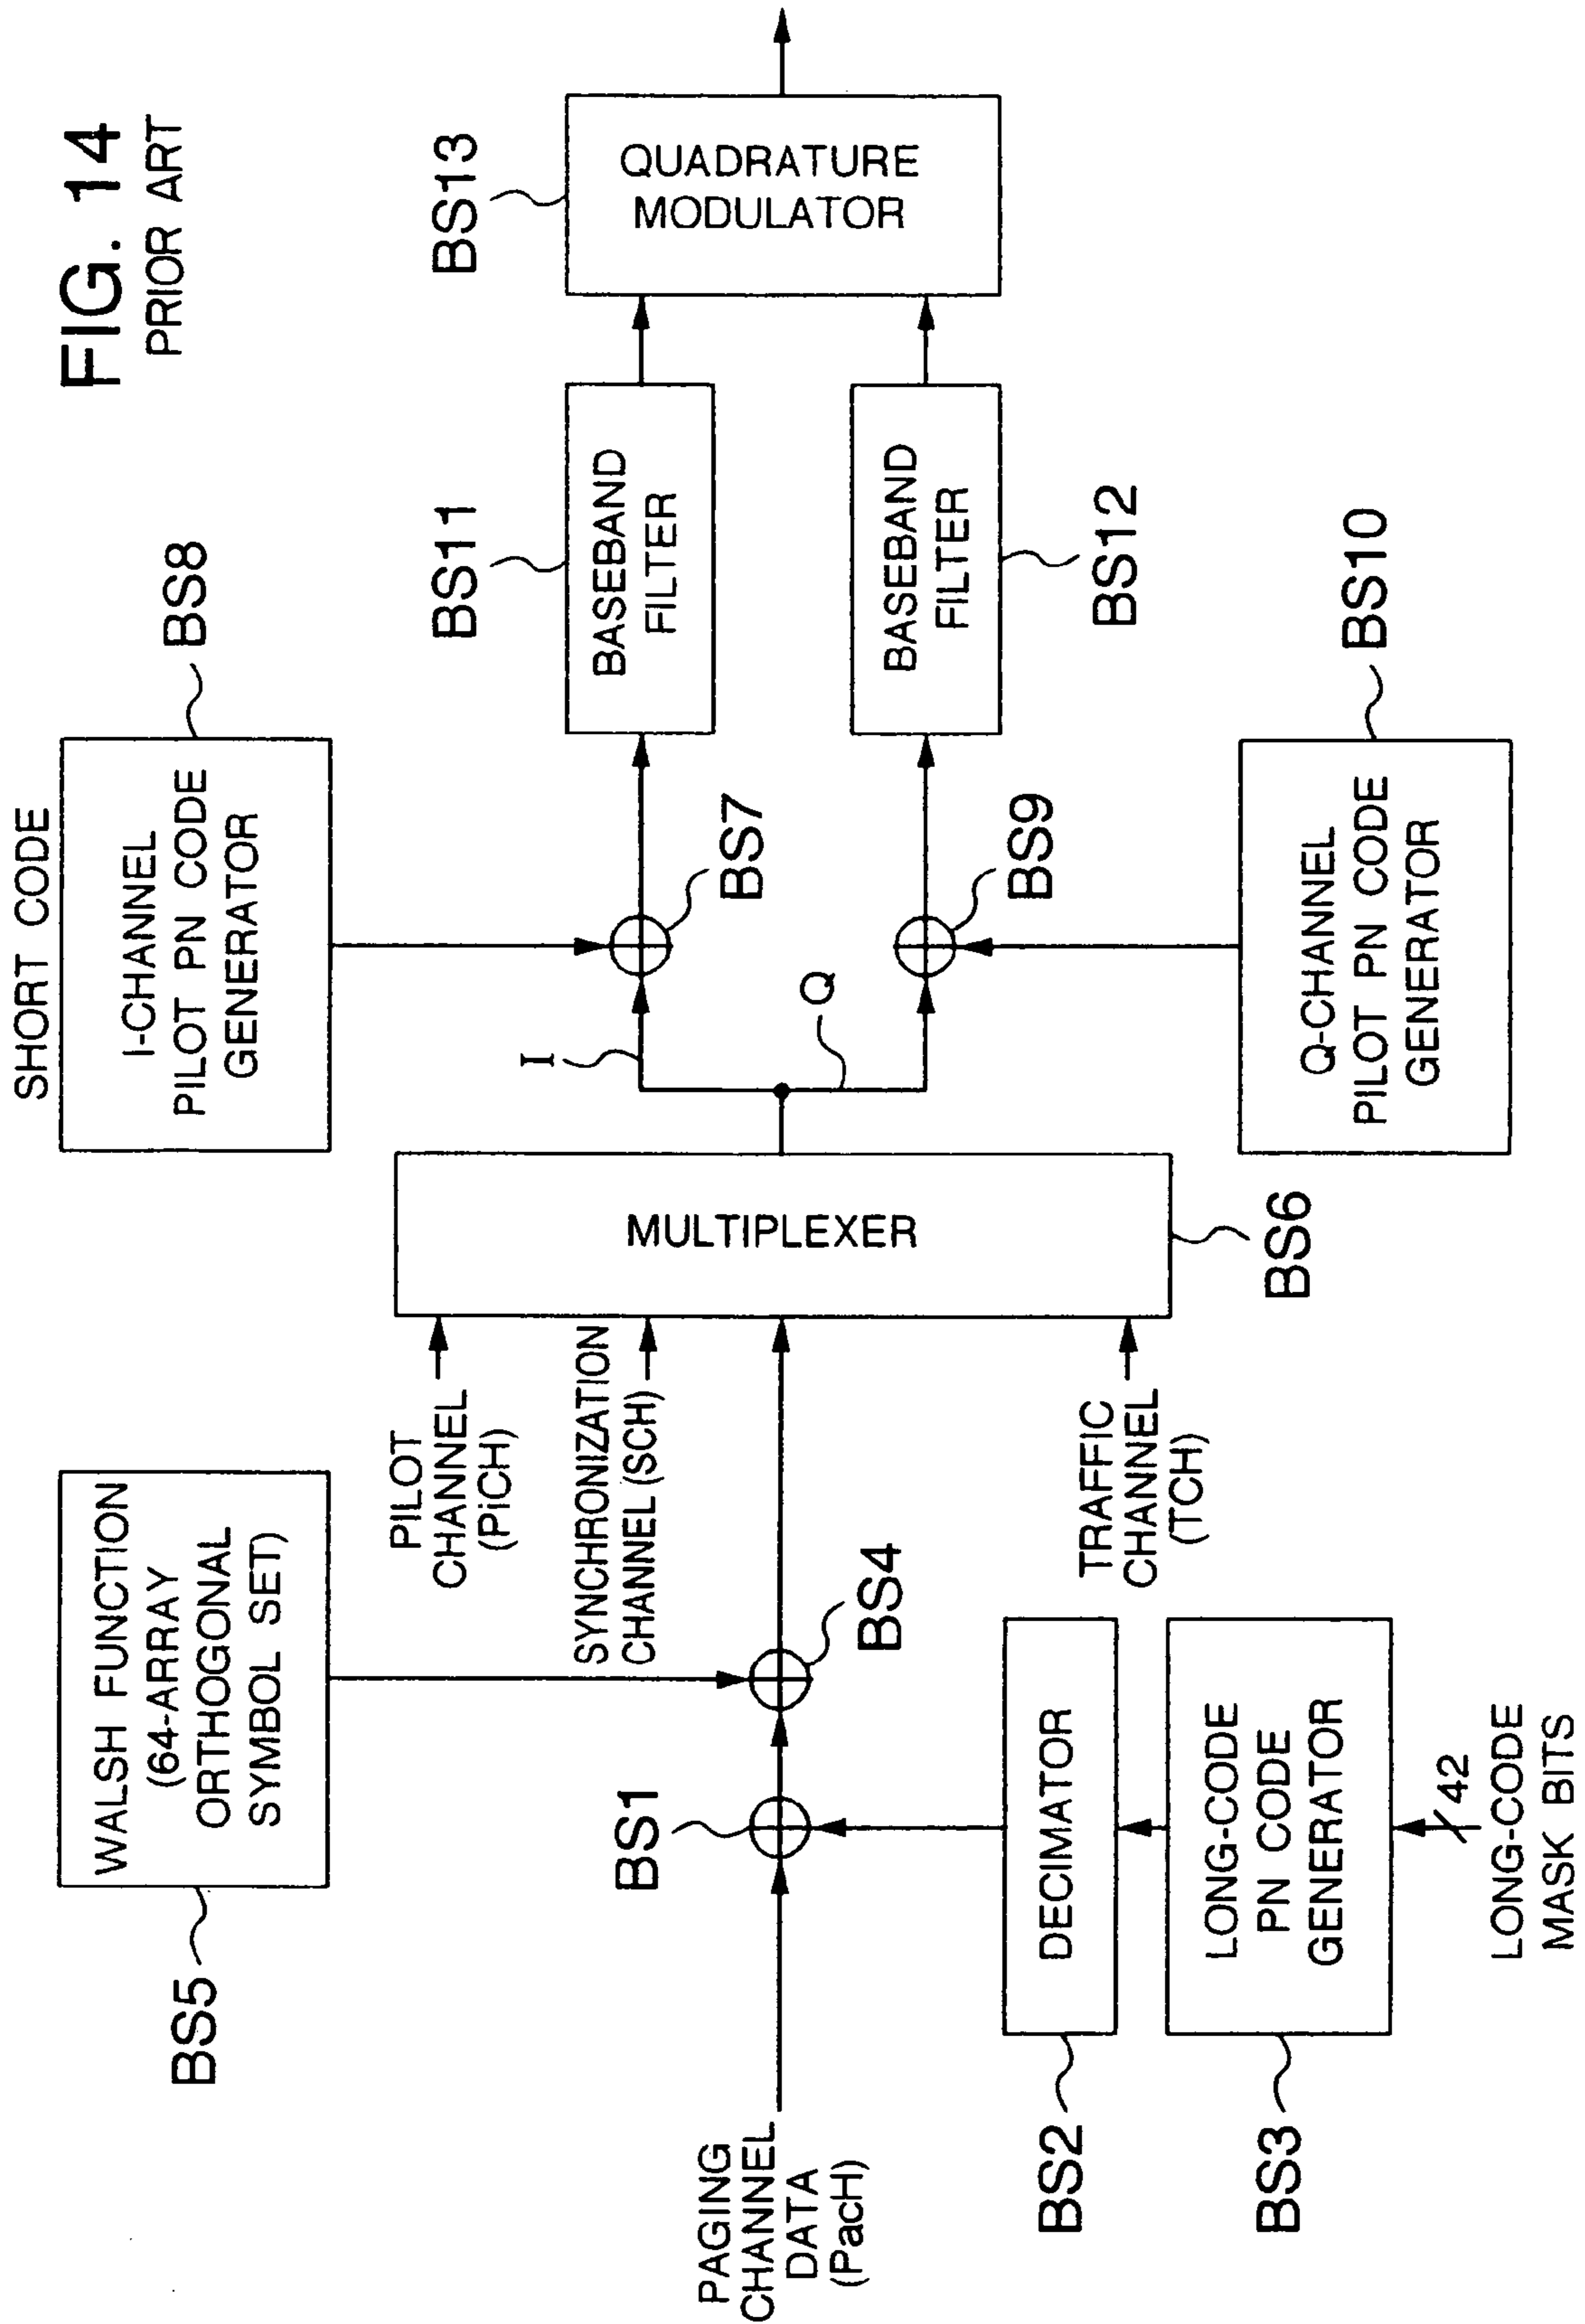 FIG. 14
PRIOR ART
SHORT CODE
BS5
WALSH FUNCTION
(64-ARRAY
ORTHOGONAL
SYMBOL SET)
I-CHANNEL
PILOT PN CODE
GENERATOR
BS8
PILOT
CHANNEL
(PiCH)
SYNCHRONIZATION
CHANNEL (SCH)
TRAFFIC
CHANNEL
(TCH)
PAGING
CHANNEL
DATA
(PacH)
BS1
BS4
MULTIPLEXER
BS6
I
Q
BS7
BS9
BS11
BASEBAND
FILTER
BASEBAND
FILTER
BS12
BS13
QUADRATURE
MODULATOR
BS2
DECIMATOR
BS3
LONG-CODE
PN CODE
GENERATOR
42
LONG-CODE
MASK BITS
Q-CHANNEL
PILOT PN CODE
GENERATOR
BS10